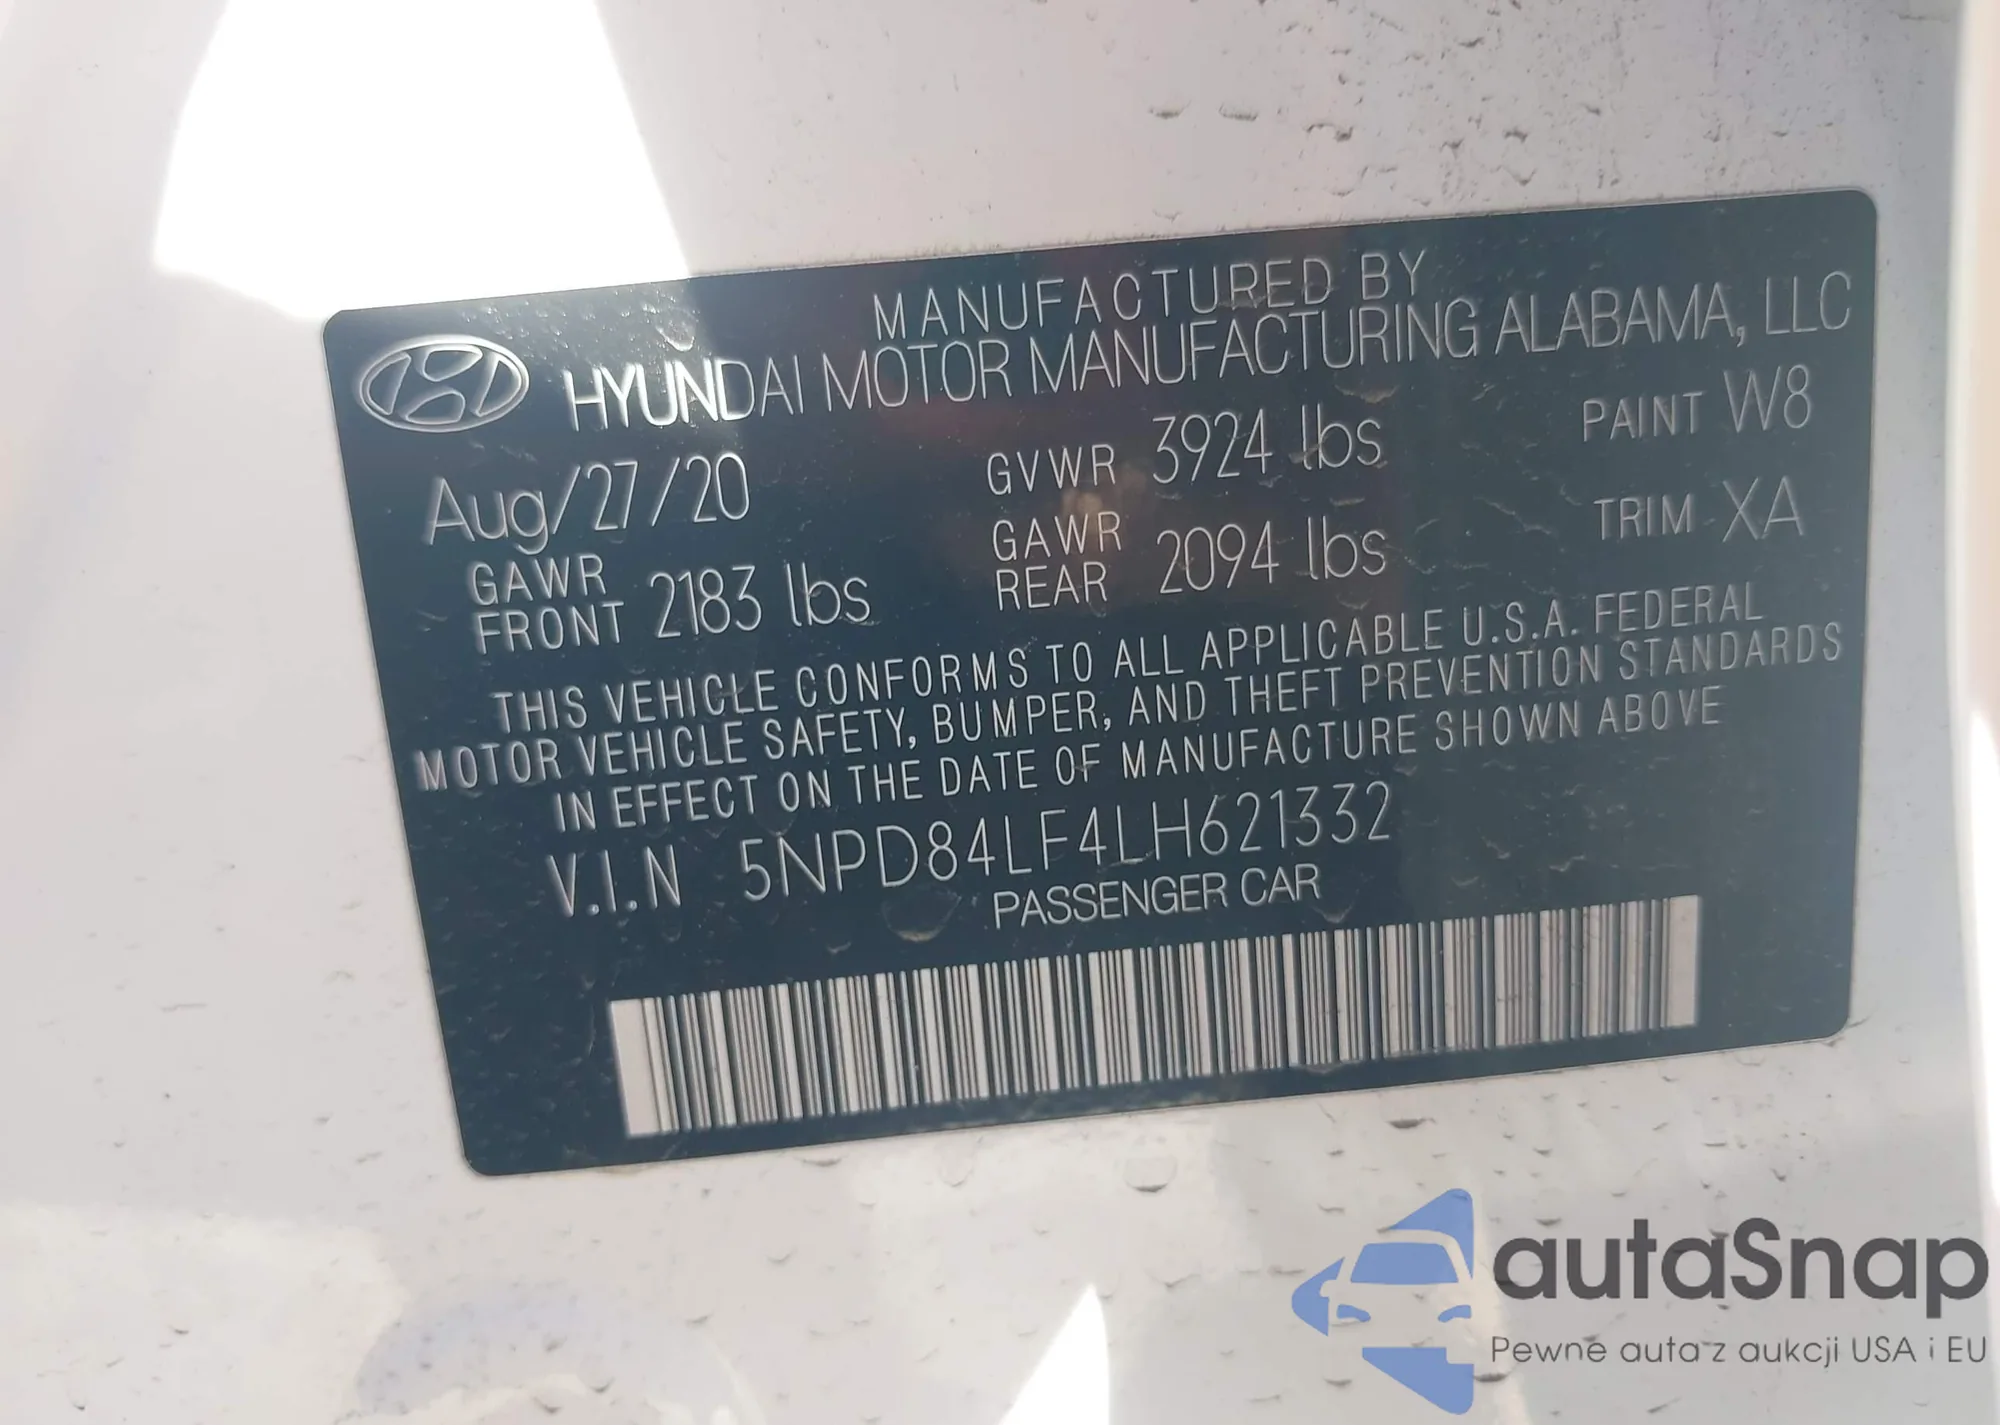 MANUFACTURED BY
HYUNDAI MOTOR MANUFACTURING ALABAMA, LLC
Aug/27/20 GVWR 3924 lbs PAINT W8
GAWR FRONT 2183 lbs GAWR REAR 2094 lbs TRIM XA
THIS VEHICLE CONFORMS TO ALL APPLICABLE U.S.A. FEDERAL
MOTOR VEHICLE SAFETY, BUMPER, AND THEFT PREVENTION STANDARDS
IN EFFECT ON THE DATE OF MANUFACTURE SHOWN ABOVE
V.I.N 5NPD84LF4LH621332
PASSENGER CAR
autaSnap
Pewne auta z aukcji USA i EU